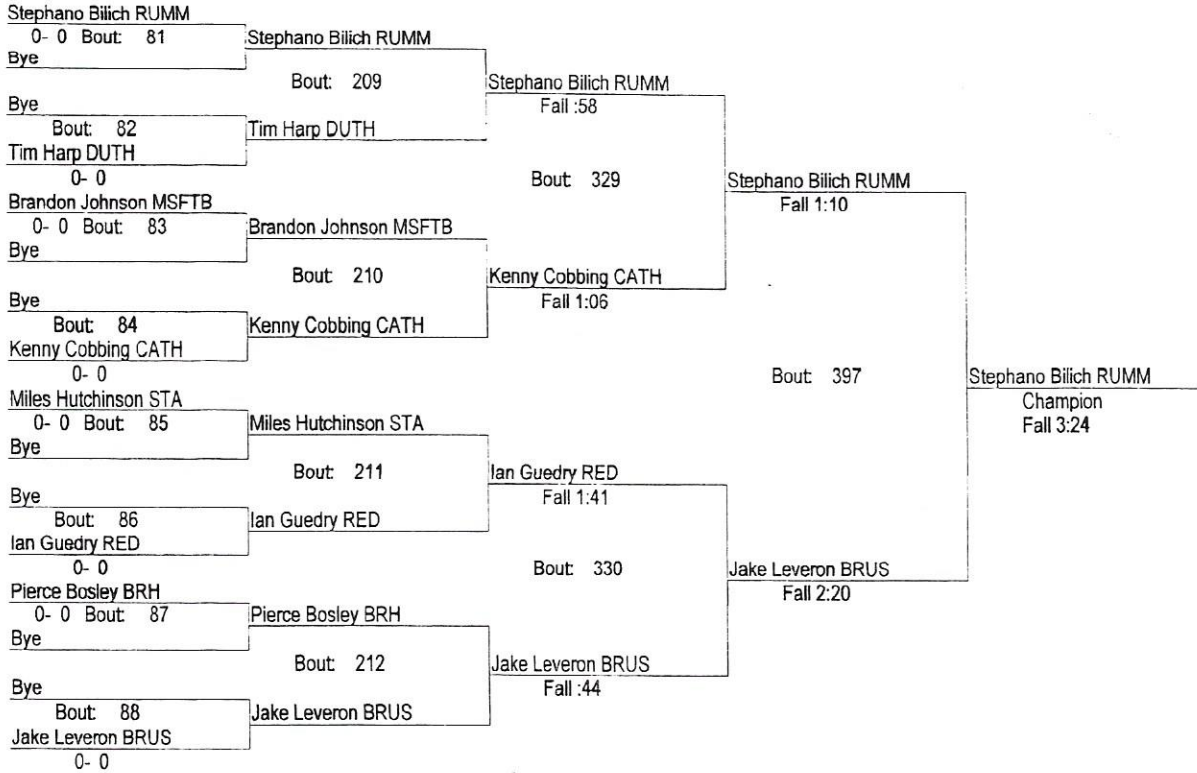 Stephano Bilich RUMM
0- 0 Bout: 81
Bye
Bye
Bout: 82
Tim Harp DUTH
0- 0
Brandon Johnson MSFTB
0- 0 Bout: 83
Bye
Bye
Bout: 84
Kenny Cobbing CATH
0- 0
Miles Hutchinson STA
0- 0 Bout: 85
Bye
Bye
Bout: 86
Ian Guedry RED
0- 0
Pierce Bosley BRH
0- 0 Bout: 87
Bye
Bye
Bout: 88
Jake Leveron BRUS
0- 0
Stephano Bilich RUMM
Bout: 209
Tim Harp DUTH
Brandon Johnson MSFTB
Bout: 210
Kenny Cobbing CATH
Miles Hutchinson STA
Bout: 211
Ian Guedry RED
Pierce Bosley BRH
Bout: 212
Jake Leveron BRUS
Stephano Bilich RUMM
Fall :58
Bout: 329
Kenny Cobbing CATH
Fall 1:06
Ian Guedry RED
Fall 1:41
Bout: 330
Jake Leveron BRUS
Fall :44
Stephano Bilich RUMM
Fall 1:10
Bout: 397
Jake Leveron BRUS
Fall 2:20
Stephano Bilich RUMM
Champion
Fall 3:24